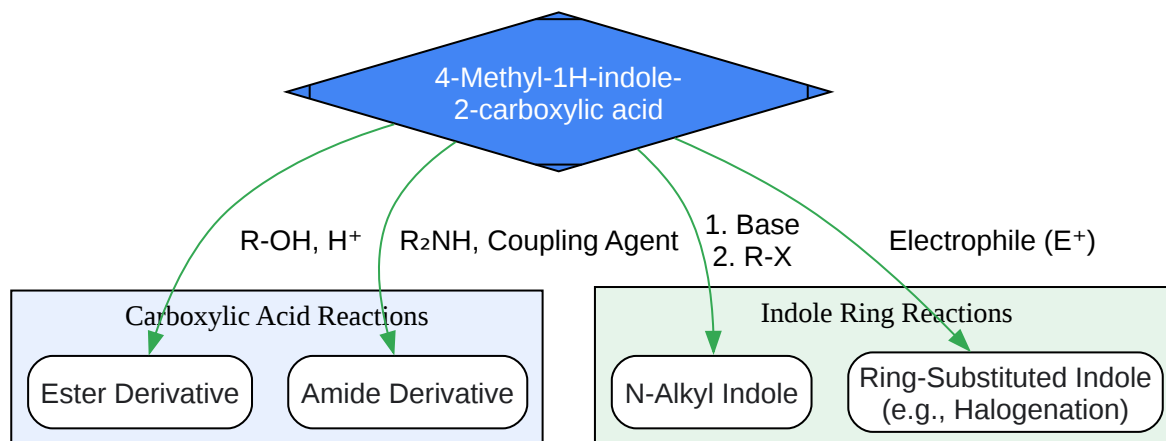 4-Methyl-1H-indole-
2-carboxylic acid
R-OH, H⁺
R₂NH, Coupling Agent
1. Base
2. R-X
Electrophile (E⁺)
Carboxylic Acid Reactions
Indole Ring Reactions
Ester Derivative
Amide Derivative
N-Alkyl Indole
Ring-Substituted Indole
(e.g., Halogenation)